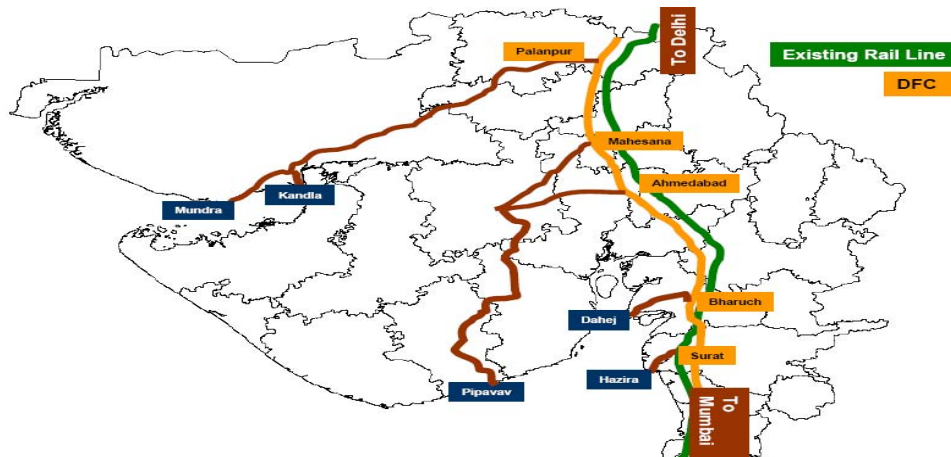 To Delhi
Existing Rail Line
DFC
Palanpur
Mahesana
Ahmedabad
Kandla
Mundra
Bharuch
Dahej
Surat
Hazira
Pipavav
To
Mumbai